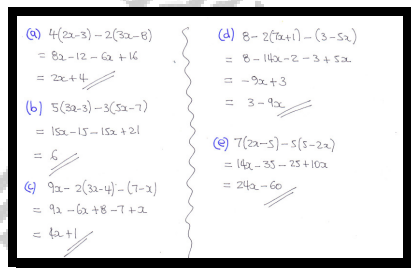 (a) 4(2x-3) - 2(3x-8)
= 8x - 12 - 6x + 16
= 2x + 4
(b) 5(3x-3) - 3(5x-7)
= 15x - 15 - 15x + 21
= 6
(c) 9x - 2(3x-4) - (7-x)
= 9x - 6x + 8 - 7 + x
= 4x + 1
(d) 8 - 2(7x+1) - (3-5x)
= 8 - 14x - 2 - 3 + 5x
= -9x + 3
= 3 - 9x
(e) 7(2x-5) - 5(5-2x)
= 14x - 35 - 25 + 10x
= 24x - 60